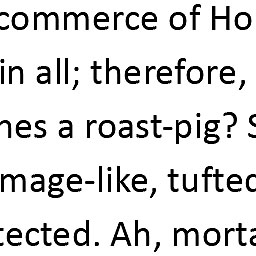 commerce of Ho
in all; therefore,
nes a roast-pig? S
mage-like, tufted
tected. Ah, morta